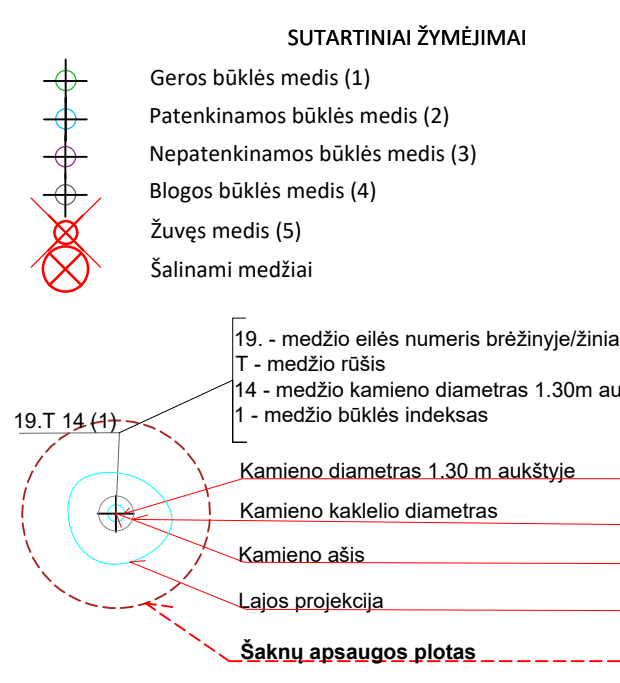 SUTARTINIAI ŽYMĖJIMAI
Geros būklės medis (1)
Patenkinamos būklės medis (2)
Nepatenkinamos būklės medis (3)
Blogos būklės medis (4)
Žuvęs medis (5)
Šalinami medžiai
19. - medžio eilės numeris brėžinyje/žinia
T - medžio rūšis
14 - medžio kamieno diametras 1.30m au
1 - medžio būklės indeksas
19.T 14 (1)
Kamieno diametras 1.30 m aukštyje
Kamieno kaklelio diametras
Kamieno ašis
Lajos projekcija
Šaknų apsaugos plotas